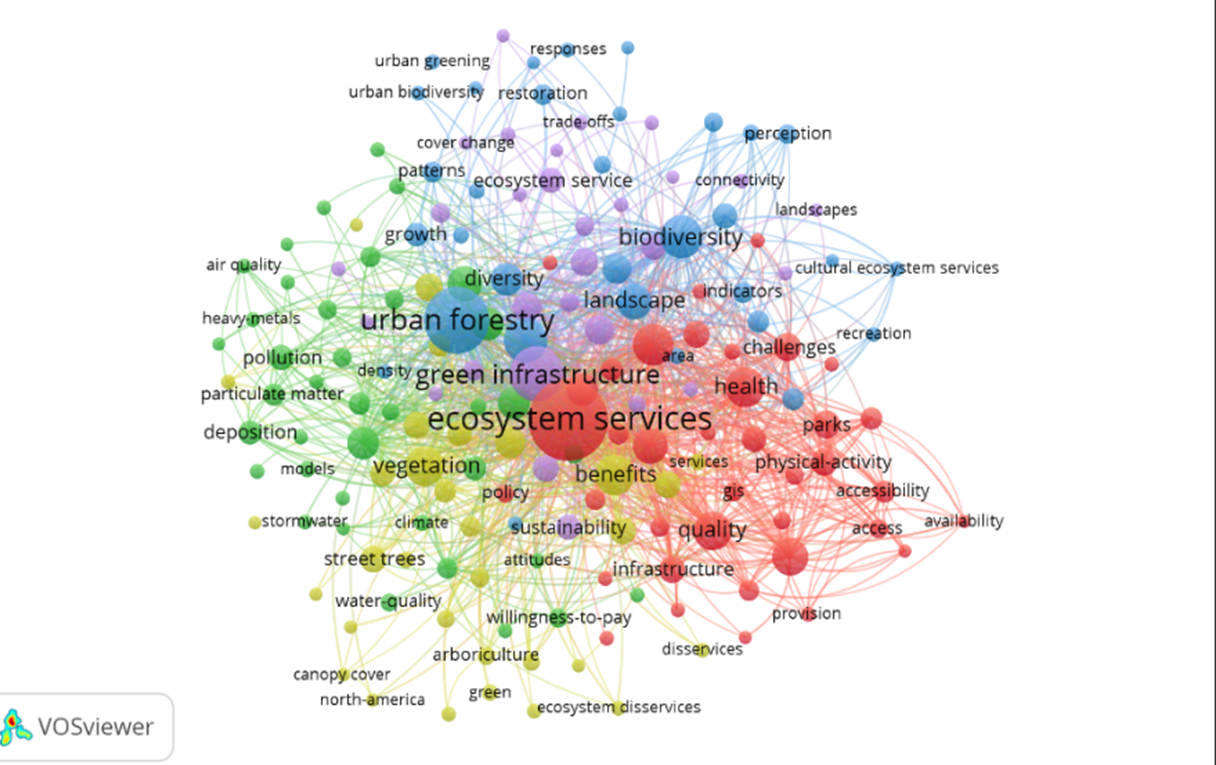 responses
urban greening
urban biodiversity
restoration
trade-offs
perception
cover change
patterns
ecosystem service
connectivity
landscapes
growth
biodiversity
air quality
cultural ecosystem services
diversity
indicators
landscape
heavy-metals
urban forestry
recreation
challenges
pollution
area
density
green infrastructure
health
particulate matter
ecosystem services
parks
deposition
services
physical-activity
vegetation
models
benefits
policy
gis
accessibility
stormwater
climate
sustainability
quality
access
availability
street trees
attitudes
infrastructure
water-quality
willingness-to-pay
provision
disservices
arboriculture
canopy cover
green
north-america
ecosystem disservices
VOSviewer